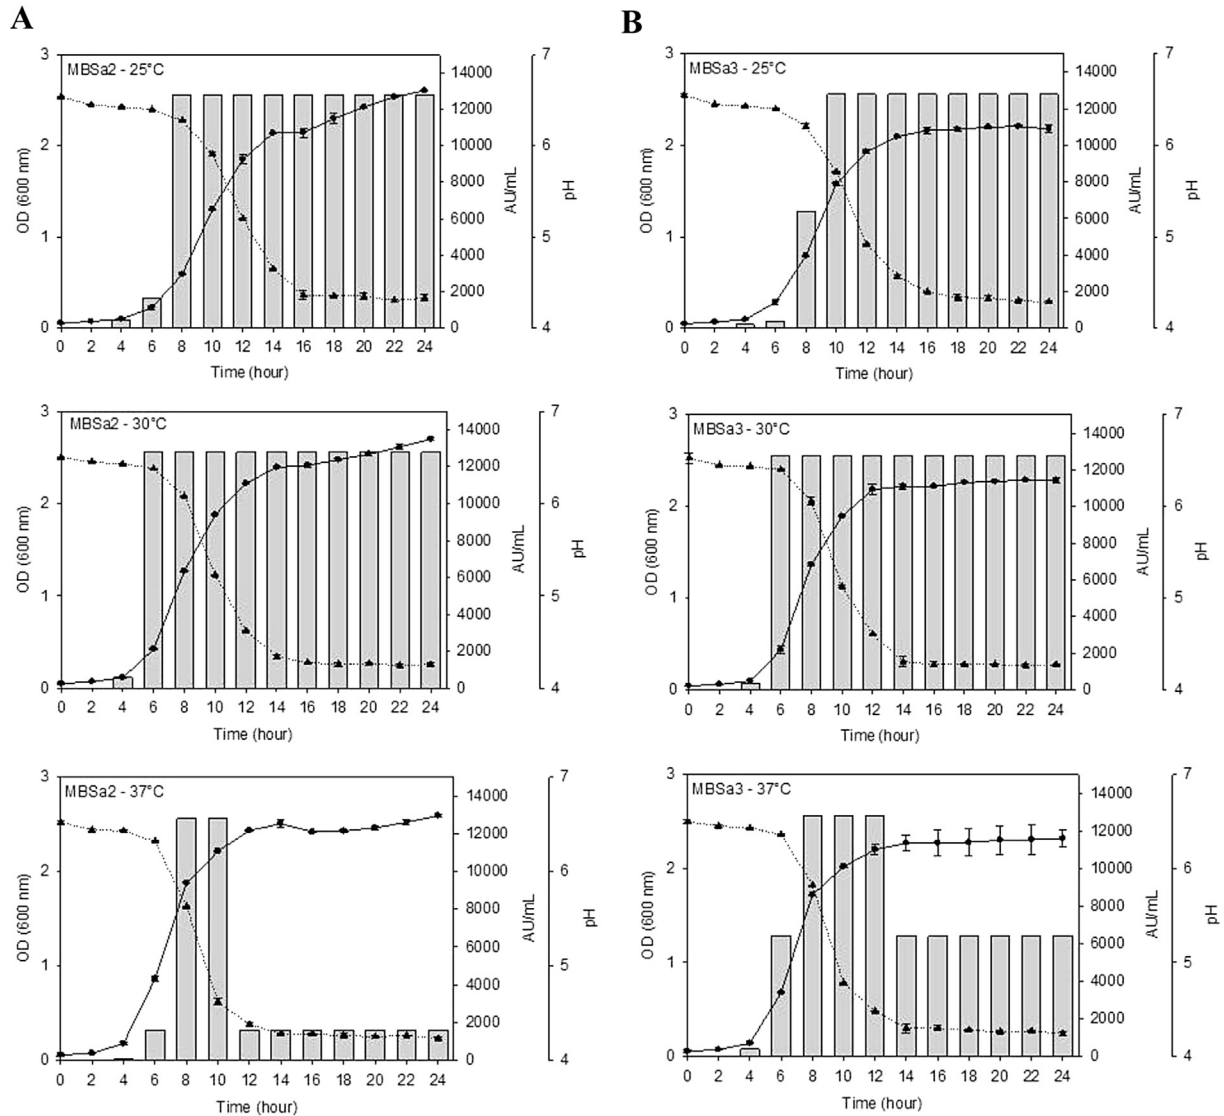 A
B
MBSa2 - 25°C
OD (600 nm)
3
2
1
0
14000
12000
10000
8000
6000
4000
2000
0
AU/mL
7
6
5
4
pH
0 2 4 6 8 10 12 14 16 18 20 22 24
Time (hour)
MBSa3 - 25°C
OD (600 nm)
3
2
1
0
14000
12000
10000
8000
6000
4000
2000
0
AU/mL
7
6
5
4
pH
0 2 4 6 8 10 12 14 16 18 20 22 24
Time (hour)
MBSa2 - 30°C
OD (600 nm)
3
2
1
0
14000
12000
10000
8000
6000
4000
2000
0
AU/mL
7
6
5
4
pH
0 2 4 6 8 10 12 14 16 18 20 22 24
Time (hour)
MBSa3 - 30°C
OD (600 nm)
3
2
1
0
14000
12000
10000
8000
6000
4000
2000
0
AU/mL
7
6
5
4
pH
0 2 4 6 8 10 12 14 16 18 20 22 24
Time (hour)
MBSa2 - 37°C
OD (600 nm)
3
2
1
0
14000
12000
10000
8000
6000
4000
2000
0
AU/mL
7
6
5
4
pH
0 2 4 6 8 10 12 14 16 18 20 22 24
Time (hour)
MBSa3 - 37°C
OD (600 nm)
3
2
1
0
14000
12000
10000
8000
6000
4000
2000
0
AU/mL
7
6
5
4
pH
0 2 4 6 8 10 12 14 16 18 20 22 24
Time (hour)